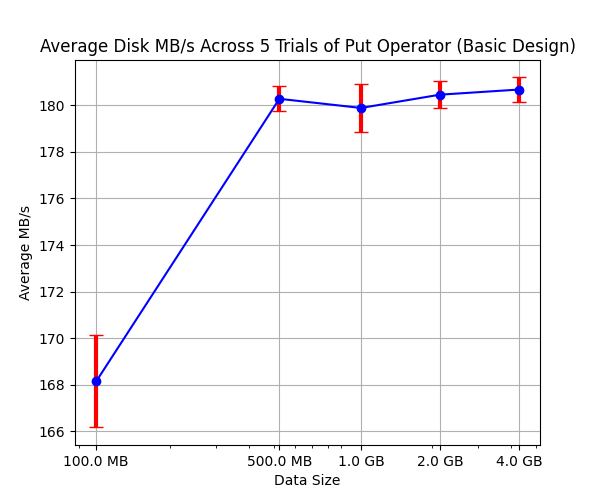 Average Disk MB/s Across 5 Trials of Put Operator (Basic Design)
Average MB/s
180
178
176
174
172
170
168
166
100.0 MB 500.0 MB 1.0 GB 2.0 GB 4.0 GB
Data Size